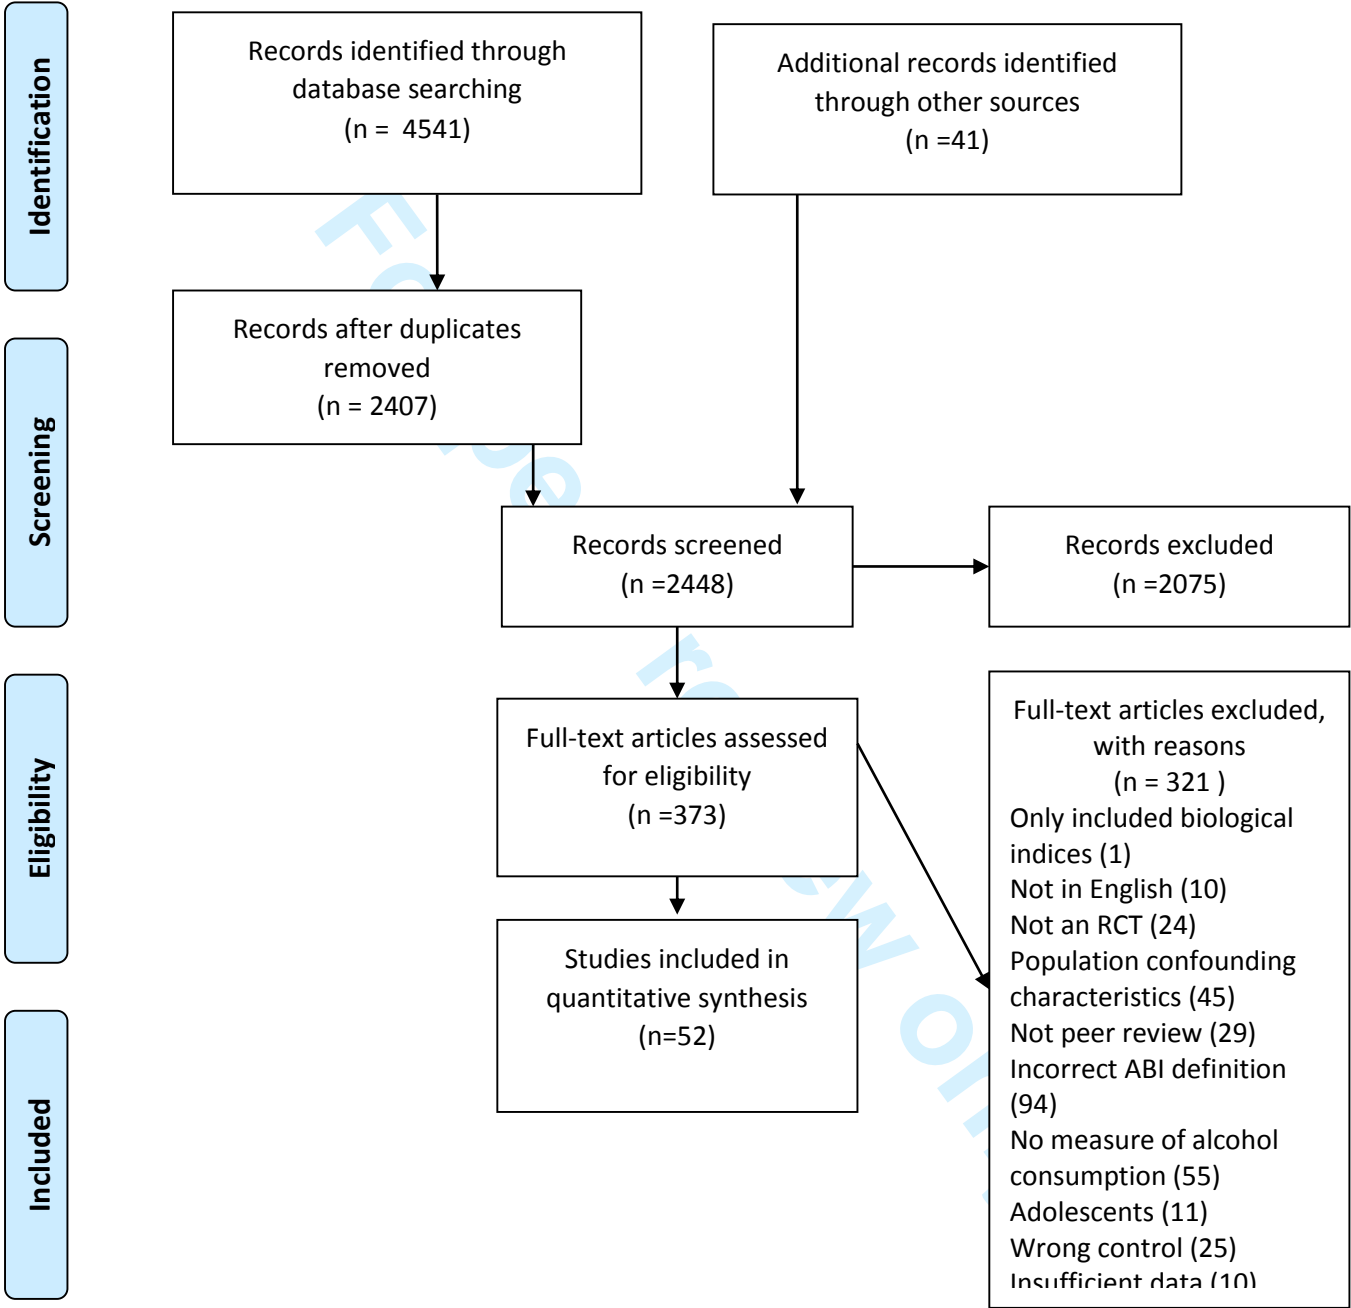 Identification
Records identified through
database searching
(n = 4541)
Additional records identified
through other sources
(n =41)
Records after duplicates
removed
(n = 2407)
Screening
Records screened
(n =2448)
Records excluded
(n =2075)
Eligibility
Full-text articles assessed
for eligibility
(n =373)
Full-text articles excluded,
with reasons
(n = 321 )
Only included biological
indices (1)
Not in English (10)
Not an RCT (24)
Population confounding
characteristics (45)
Not peer review (29)
Incorrect ABI definition
(94)
No measure of alcohol
consumption (55)
Adolescents (11)
Wrong control (25)
Insufficient data (10)
Studies included in
quantitative synthesis
(n=52)
Included